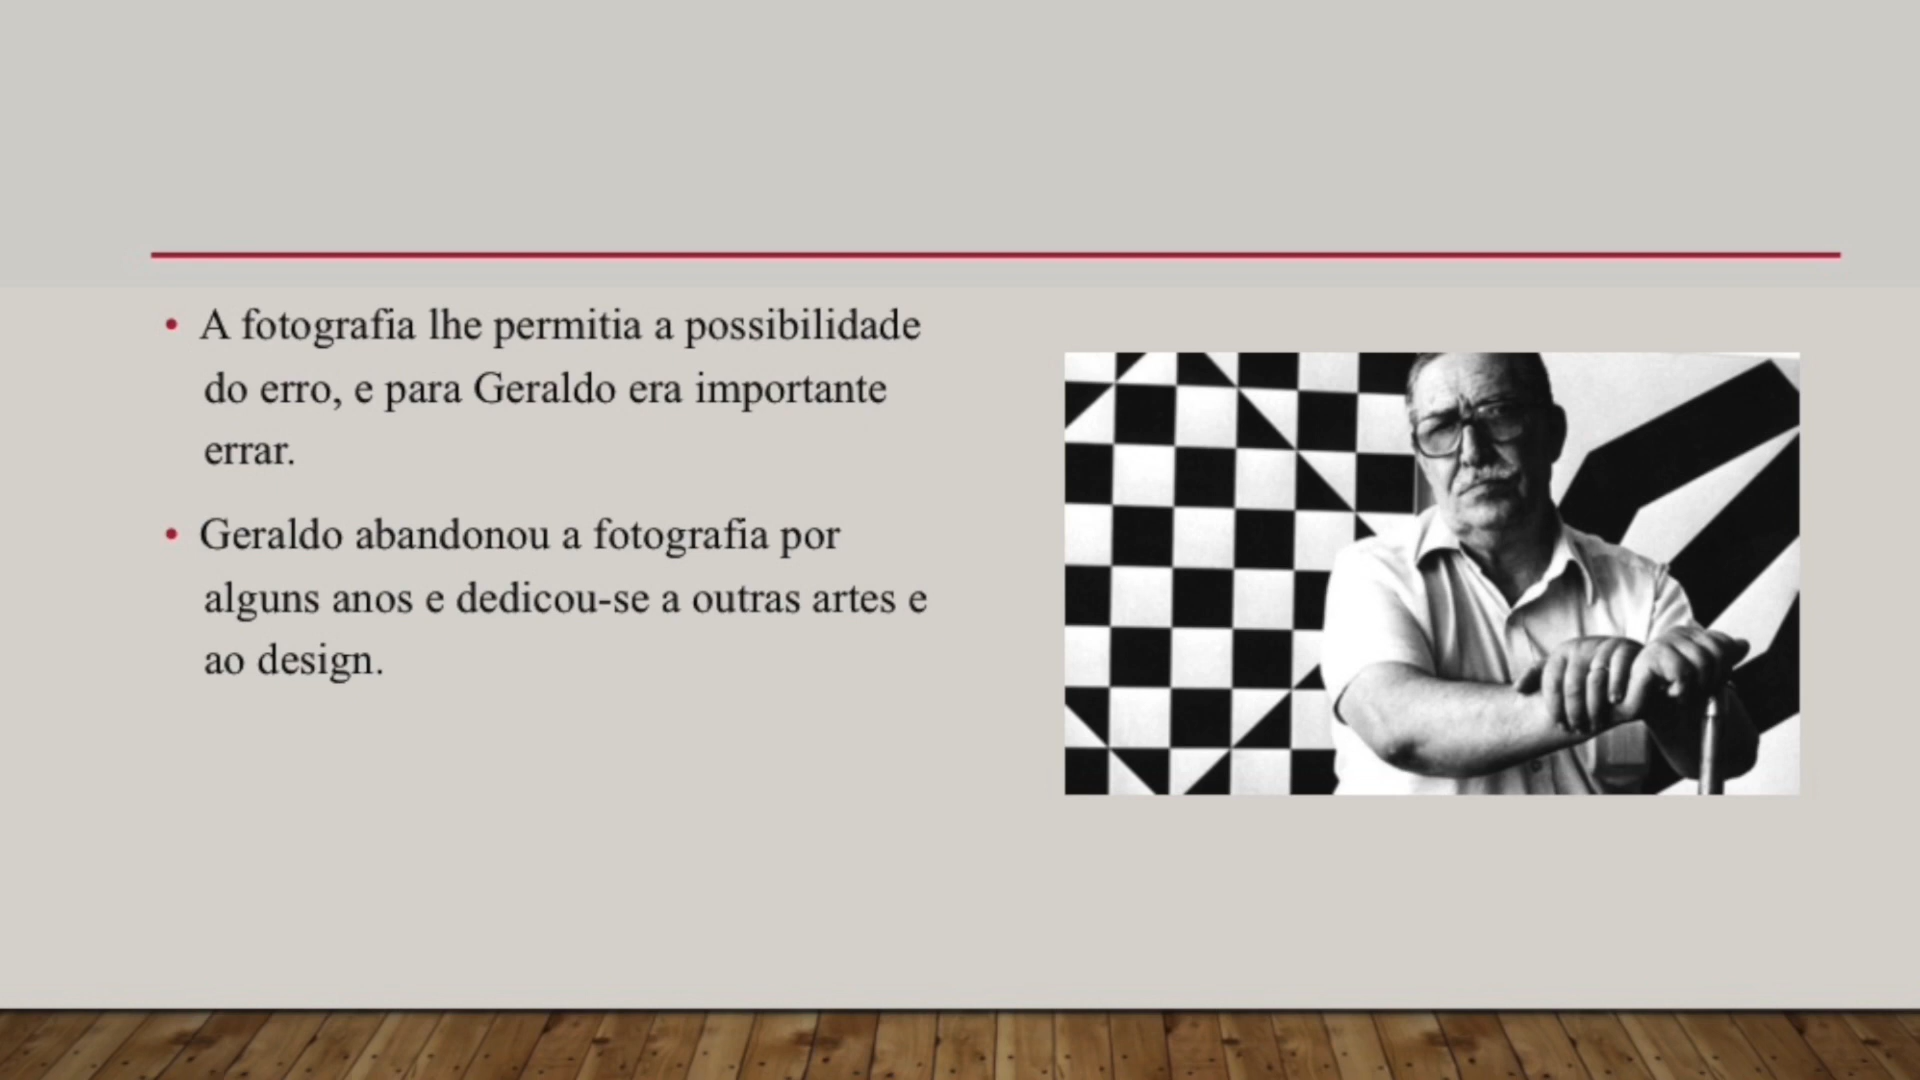 • A fotografia lhe permitia a possibilidade
do erro, e para Geraldo era importante
errar.
• Geraldo abandonou a fotografia por
alguns anos e dedicou-se a outras artes e
ao design.